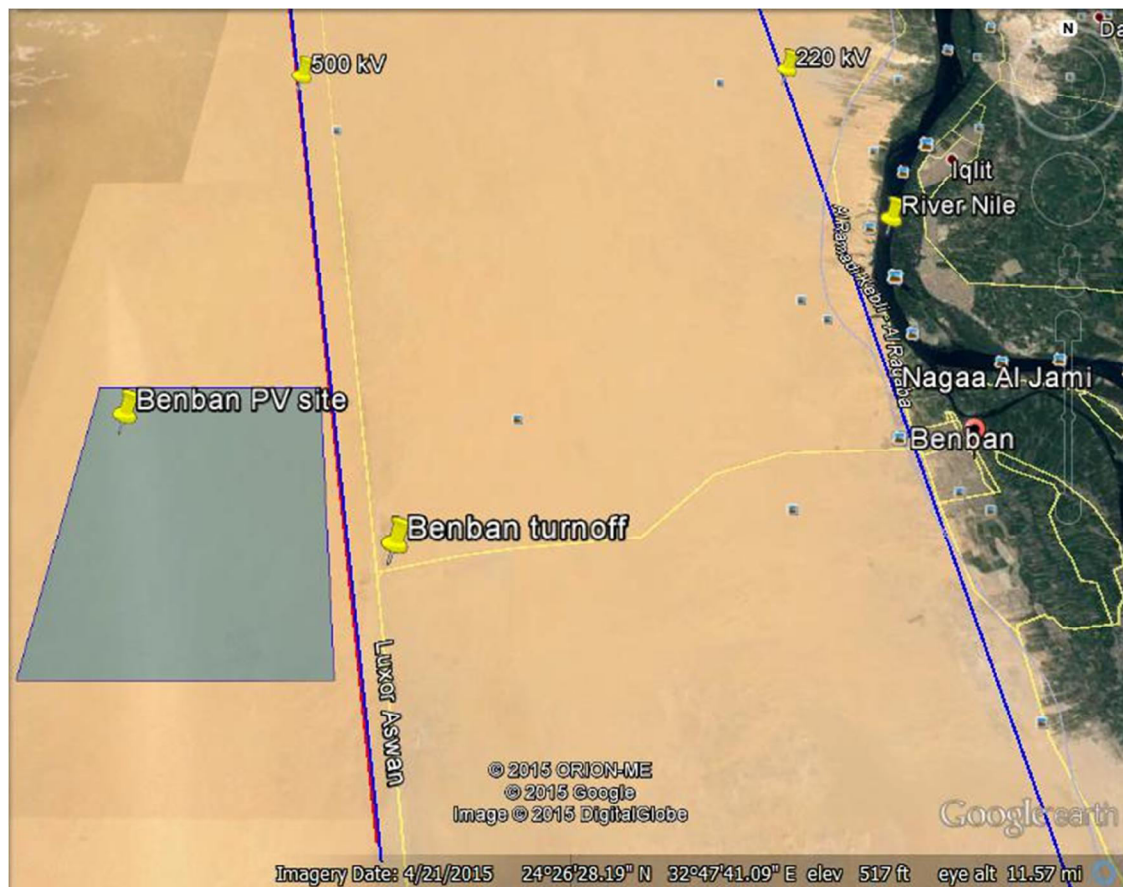 500 kV
220 kV
N
Da
Iqlit
River Nile
Nagaa Al Jami
Benban PV site
Benban
Benban turnoff
Luxor Aswan
© 2015 ORION-ME
© 2015 Google
Image © 2015 DigitalGlobe
Google earth
Imagery Date: 4/21/2015 24°26'28.19" N 32°47'41.09" E elev 517 ft eye alt 11.57 mi